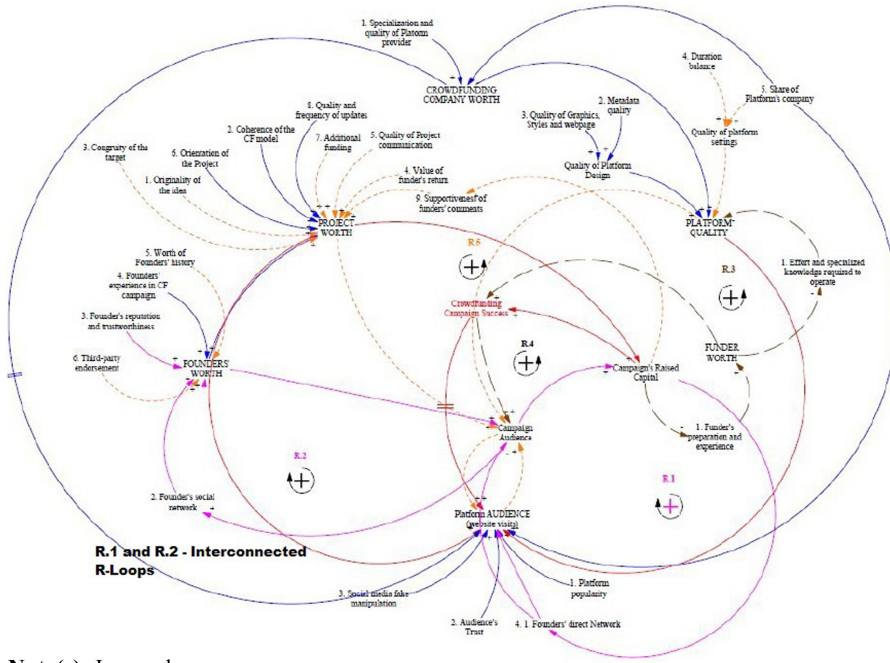 1. Specialization and
quality of Platorm
provider
CROWDFUNDING
COMPANY WORTH
4. Duration
balance
5. Share of
Platform's company
Quality of platform
settings
8. Quality and
frequency of updates
2. Coherence of the
CF model
7. Additional
funding
5. Quality of Project
communication
3. Quality of Graphics,
Styles and webpage
2. Metadata
quality
3. Congruity of the
target
6. Orientation of
the Project
1. Originality of
the idea
4. Value of
funder's return
9. Supportiveness of
funders' comments
Quality of Platform
Design
PROJECT
WORTH
PLATFORM
QUALITY
5. Worth of
Founders' history
4. Founders'
experience in CF
campaign
3. Founder's reputation
and trustworthiness
6. Third-party
endorsement
FOUNDERS'
WORTH
R.5
R.3
1. Effort and specialized
knowledge required to
operate
Crowdfunding
Campaign Success
R.4
FUNDER
WORTH
Campaign's Raised
Capital
Campaign
Audience
1. Funder's
preparation and
experience
R.2
R.1
2. Founder's social
network
Platform AUDIENCE
(website visits)
R.1 and R.2 - Interconnected
R-Loops
3. Social media fake
manipulation
1. Platform
popularity
2. Audience's
Trust
4. 1. Founders' direct Network